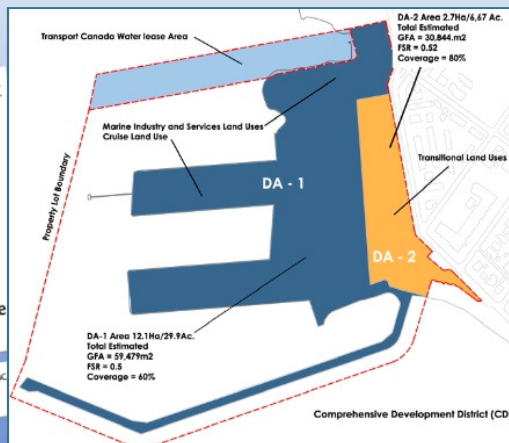 DA-2 Area 2.7Ha/6,67 Ac.
Total Estimated
GFA = 30,844.m2
FSR = 0.52
Coverage = 80%
Transport Canada Water lease Area
Marine Industry and Services Land Uses
Cruise Land Use
Transitional Land Uses
Property Lot Boundary
DA - 1
DA - 2
DA-1 Area 12.1Ha/29.9Ac.
Total Estimated
GFA = 59,479m2
FSR = 0.5
Coverage = 60%
Comprehensive Development District (CD